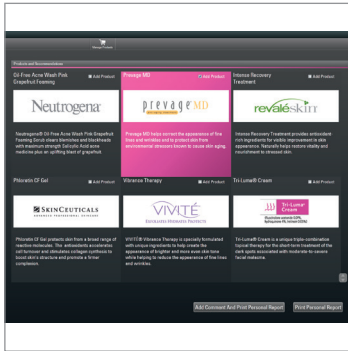 Manage Products
Products and Recommendations
Oil-Free Acne Wash Pink
Grapefruit Foaming
Add Product
Prevage MD
Add Product
Intense Recovery
Treatment
Add Product
Neutrogena
prevage MD
anti-aging treatment
revaléskin
Neutrogena® Oil-Free Acne Wash Pink Grapefruit
Foaming Scrub clears blemishes and blackheads
with maximum strength Salicylic Acid acne
medicine plus an uplifting blast of grapefruit.
Prevage MD helps correct the appearance of fine
lines and wrinkles and to protect skin from
environmental stressors known to cause skin aging.
Intense Recovery Treatment provides antioxidant-
rich ingredients for visible improvement to skin
appearance. Naturally helps restore vitality and
nourishment to stressed skin.
Phloretin CF Gel
Add Product
Vibrance Therapy
Add Product
Tri-Luma® Cream
Add Product
SKINCEUTICALS
ADVANCED PROFESSIONAL SKINCARE
VIVITÉ
EXFOLIATE HYDRATE PROTECT
Tri-Luma®
Cream
Phloretin CF Gel protects skin from a broad range of
reactive molecules. The antioxidants accelerates
cell turnover and stimulates collagen synthesis to
boost skin's structure and promote a firmer
complexion.
VIVITÉ® Vibrance Therapy is specially formulated
with unique ingredients to help create the
appearance of brighter and more even skin tone
while helping to reduce the appearance of fine lines
and wrinkles.
Tri-Luma® Cream is a unique triple-combination
topical therapy for the short-term treatment of the
dark spots associated with moderate-to-severe
facial melasma.
Add Comment And Print Personal Report
Print Personal Report